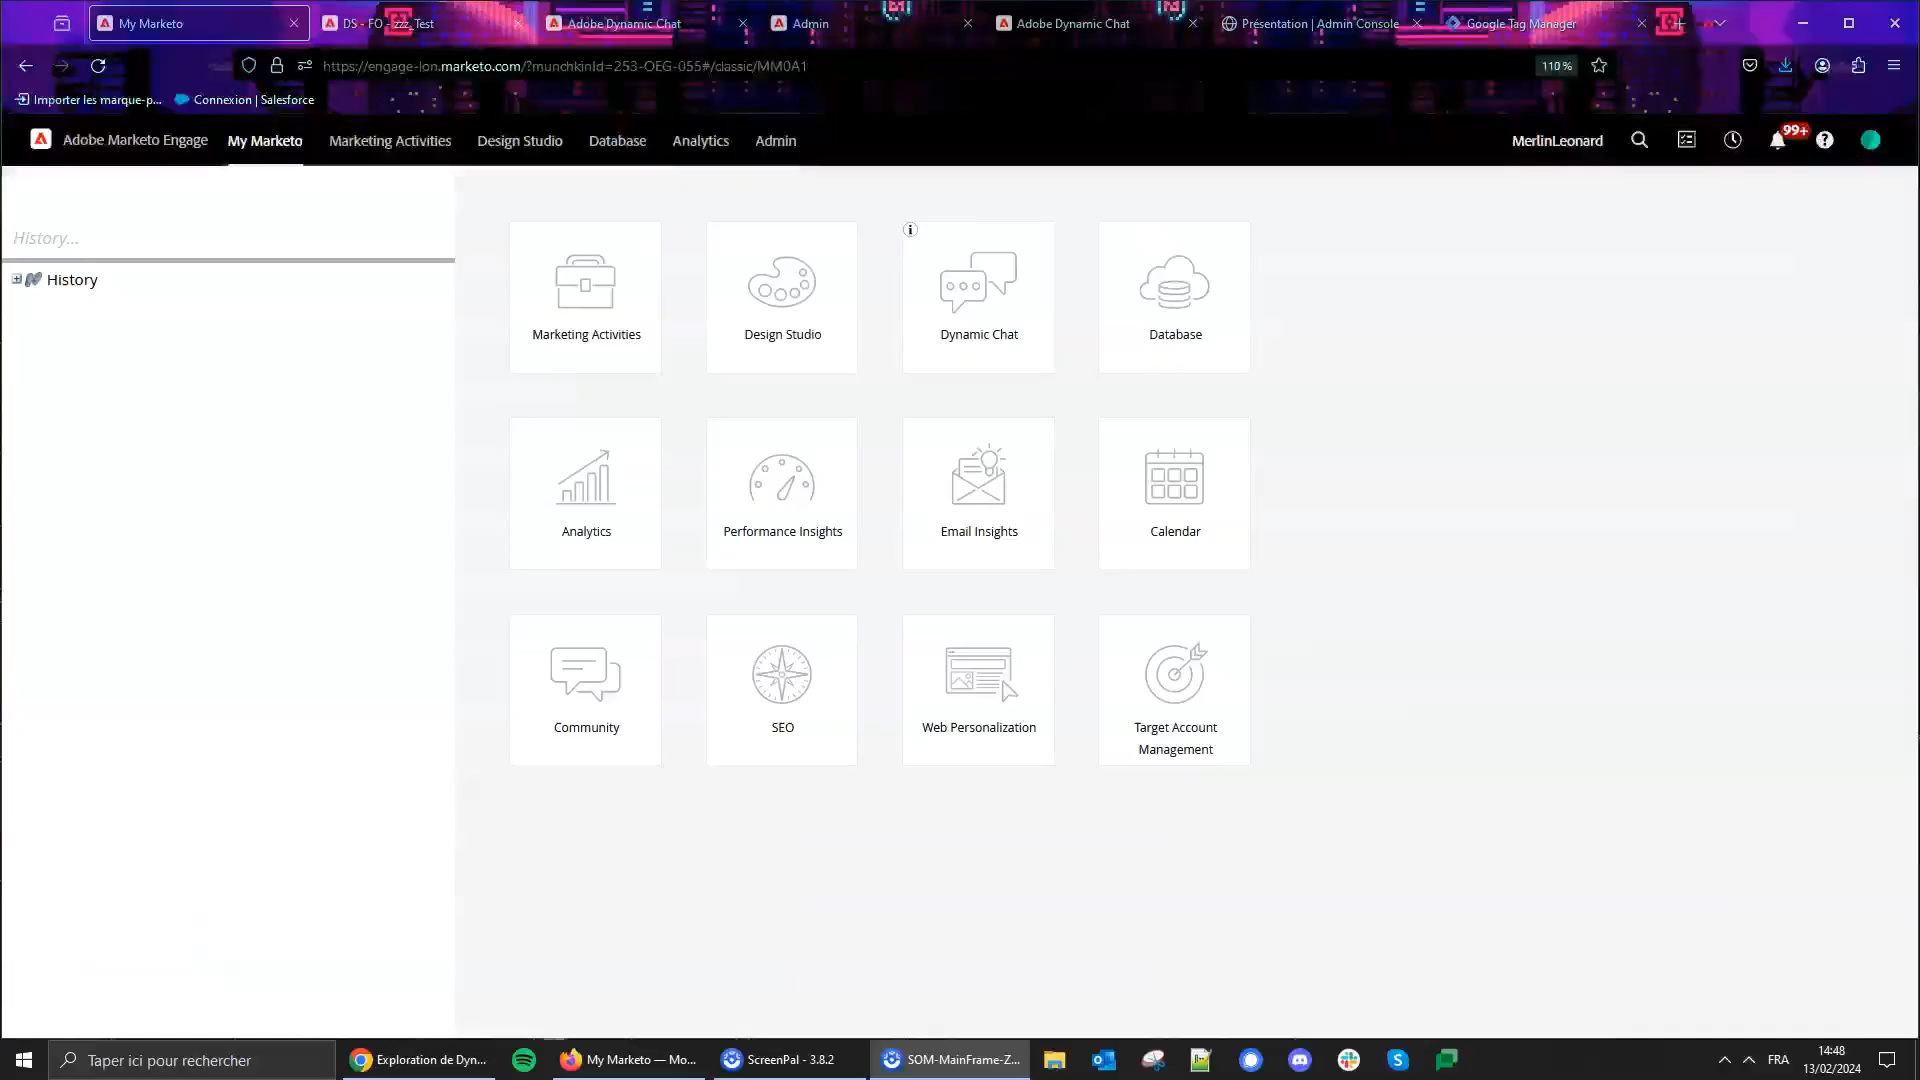 My Marketo
DS - FO - zzz_Test
Adobe Dynamic Chat
Admin
Adobe Dynamic Chat
Présentation | Admin Console
Google Tag Manager
https://engage-lon.marketo.com/?munchkinId=253-OEG-055#/classic/MM0A1
110 %
Importer les marque-p...
Connexion | Salesforce
Adobe Marketo Engage
My Marketo
Marketing Activities
Design Studio
Database
Analytics
Admin
MerlinLeonard
99+
History...
History
Marketing Activities
Design Studio
Dynamic Chat
Database
Analytics
Performance Insights
Email Insights
Calendar
Community
SEO
Web Personalization
Target Account
Management
Taper ici pour rechercher
Exploration de Dyn...
My Marketo — Mo...
ScreenPal - 3.8.2
SOM-MainFrame-Z...
FRA
14:48
13/02/2024